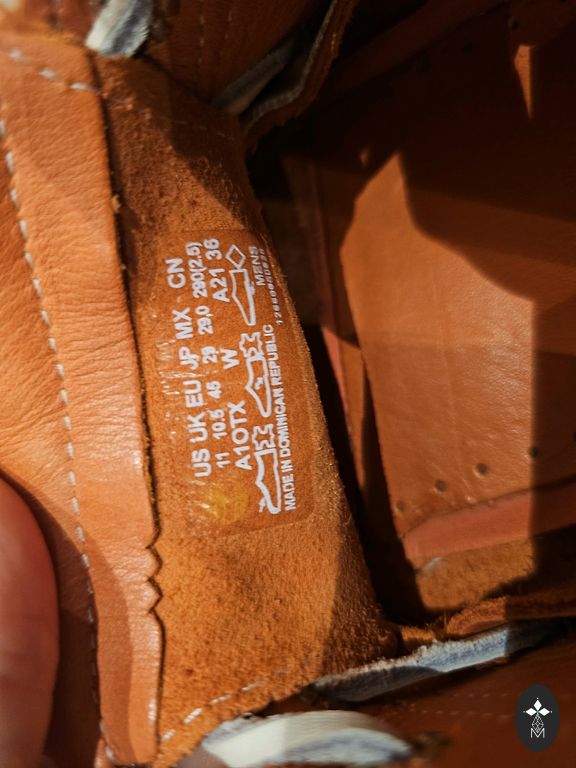 US UK EU JP MX CN
11 10.5 45 29 29,0 290(2.5)
A1OTX W A21 36
MENS
MADE IN DOMINICAN REPUBLIC
M